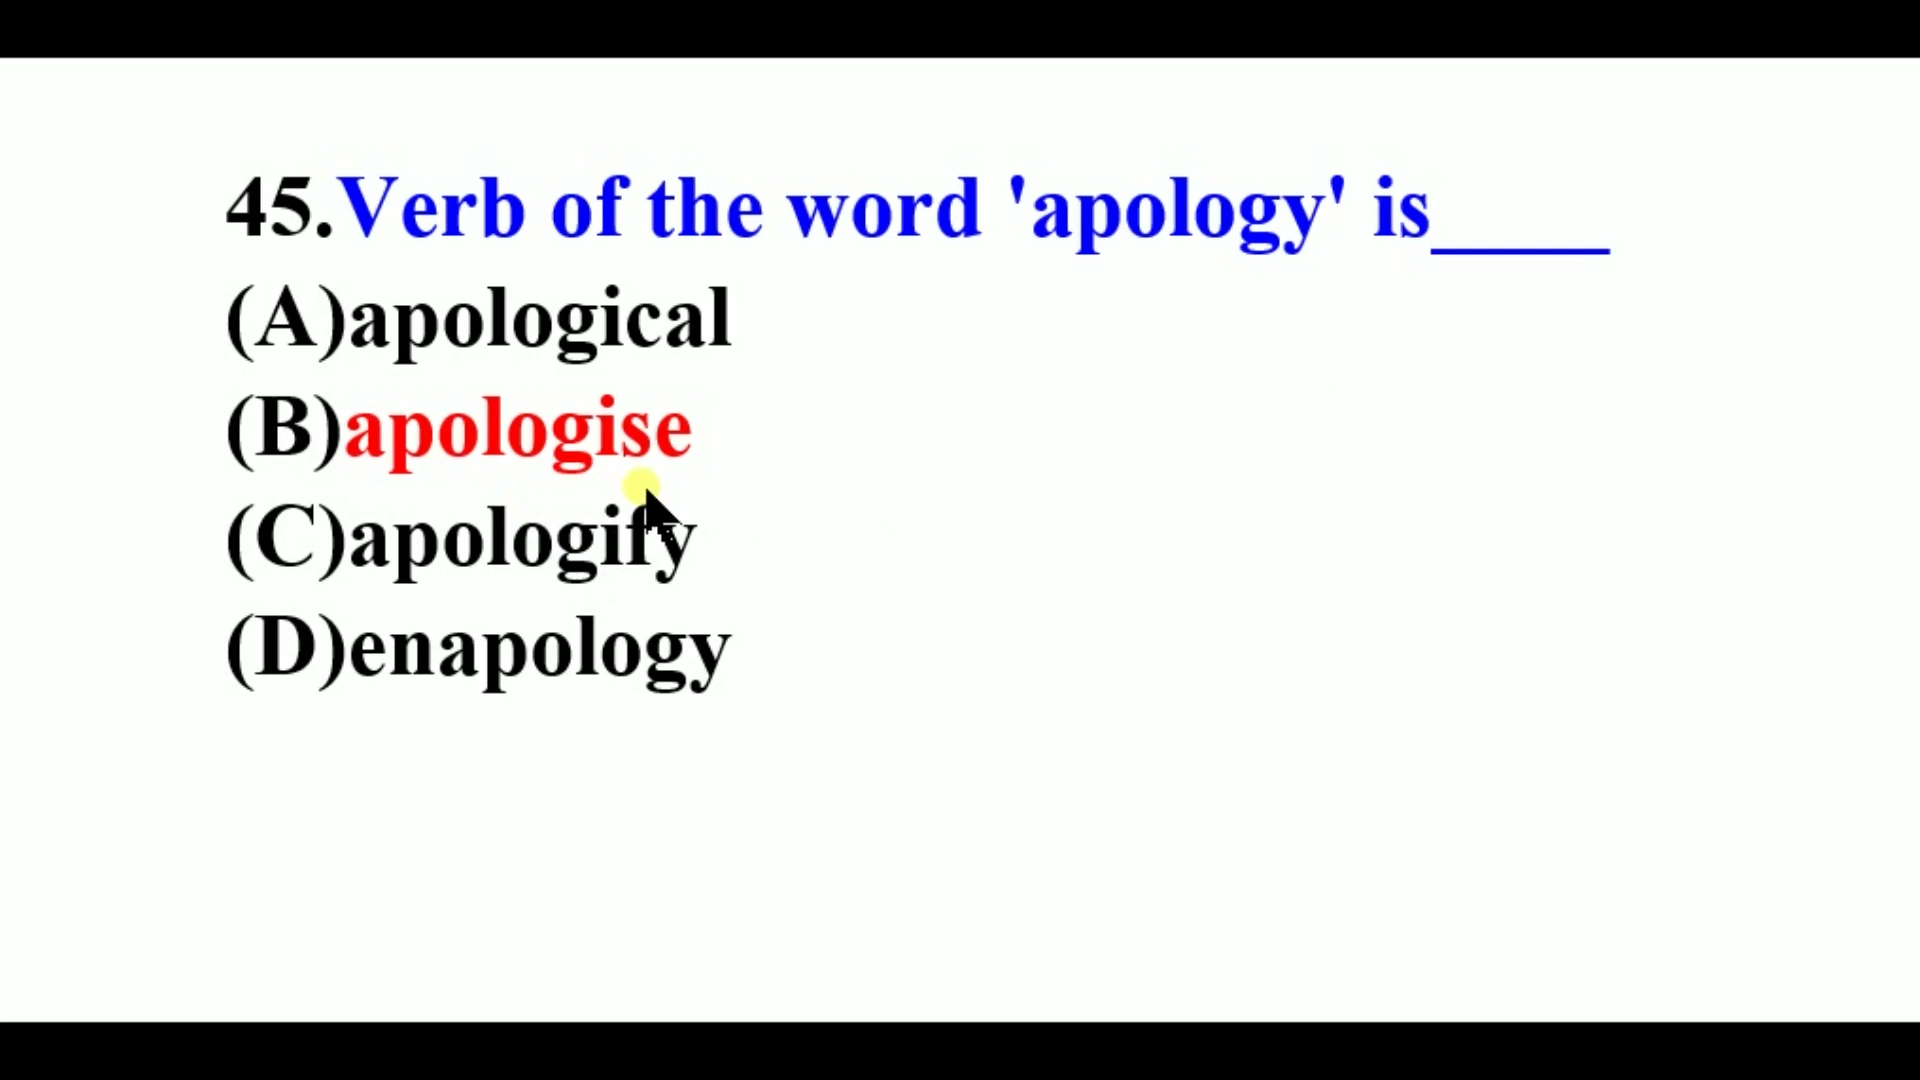 45.Verb of the word 'apology' is____
(A)apological
(B)apologise
(C)apologify
(D)enapology